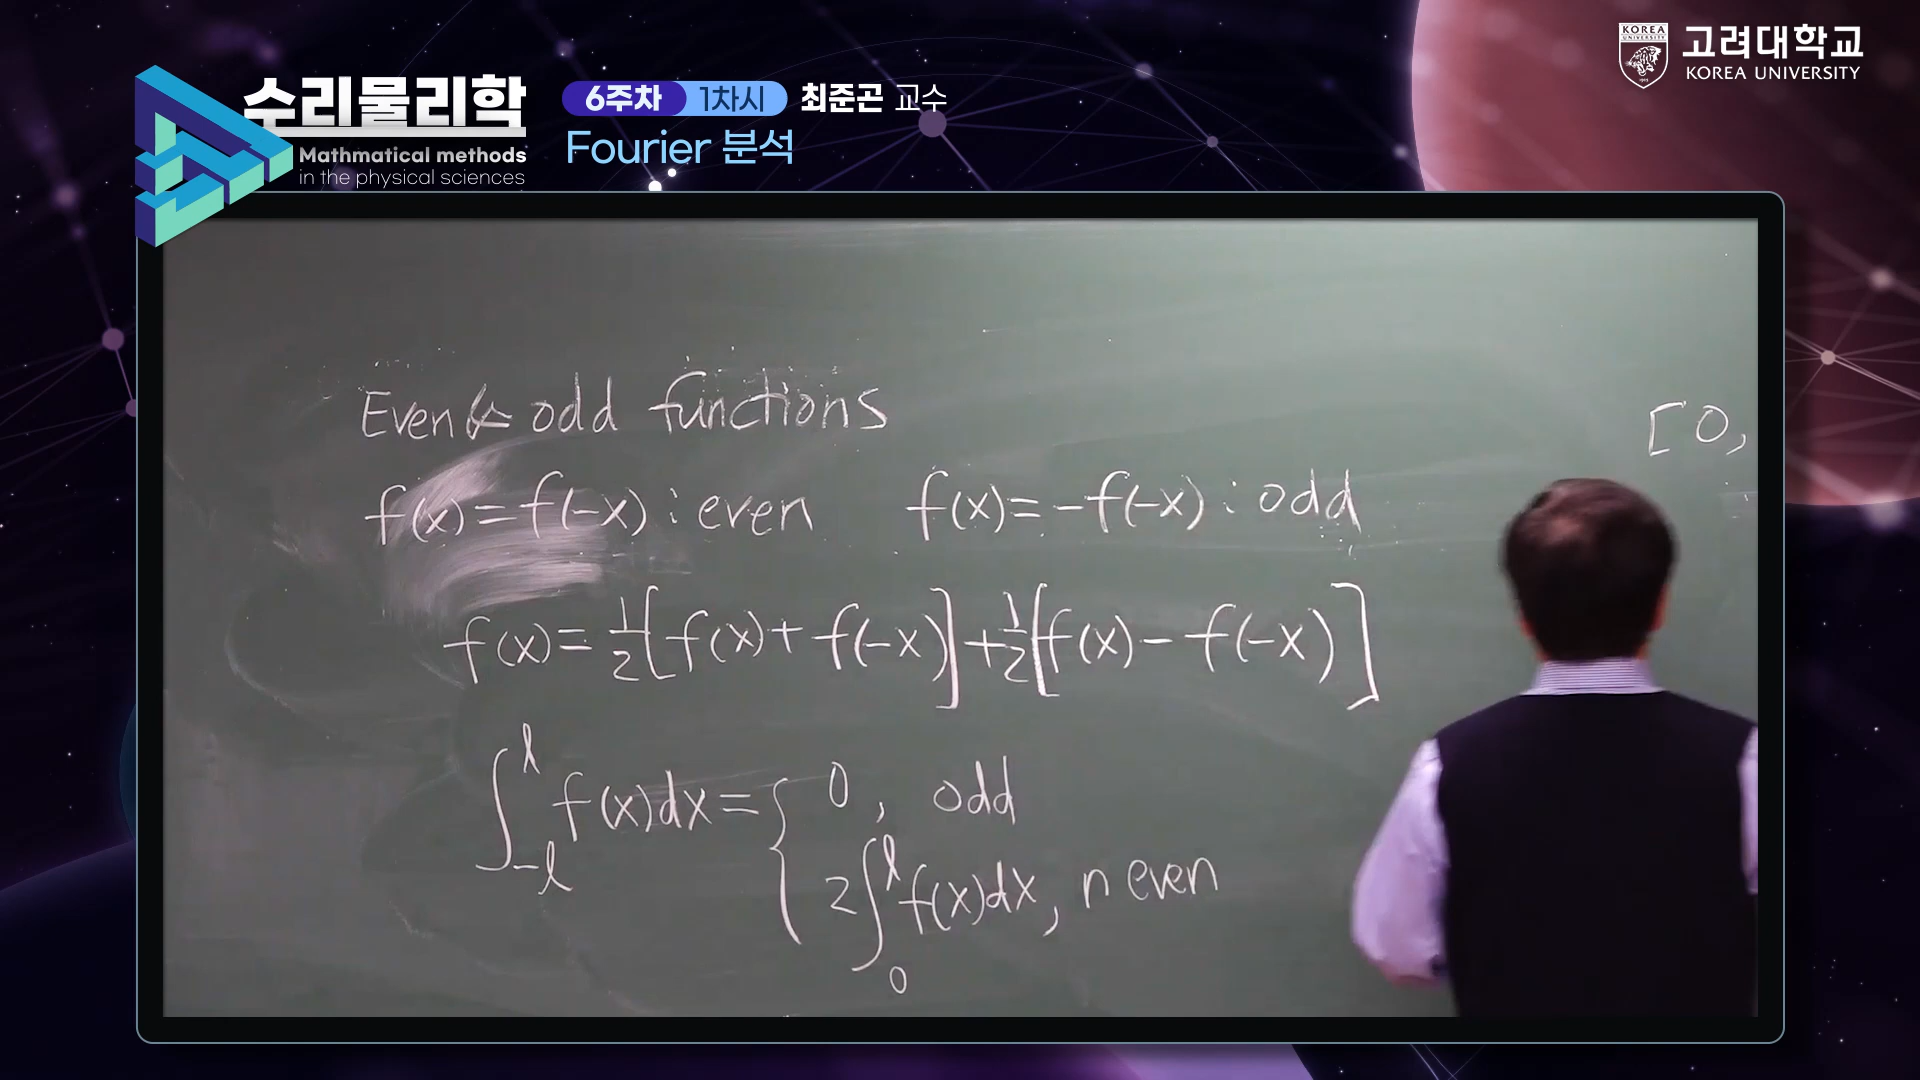 수리물리학
Mathmatical methods
in the physical sciences
6주차 1차시 최준곤 교수
Fourier 분석
KOREA UNIVERSITY
고려대학교
KOREA UNIVERSITY
Even & odd functions
[0,
f(x)=f(-x) : even f(x)=-f(-x) : odd
f(x)=½[f(x)+f(-x)]+½[f(x)-f(-x)]
∫_{-l}^{l} f(x)dx = { 0, odd
2∫_{0}^{l} f(x)dx, n even